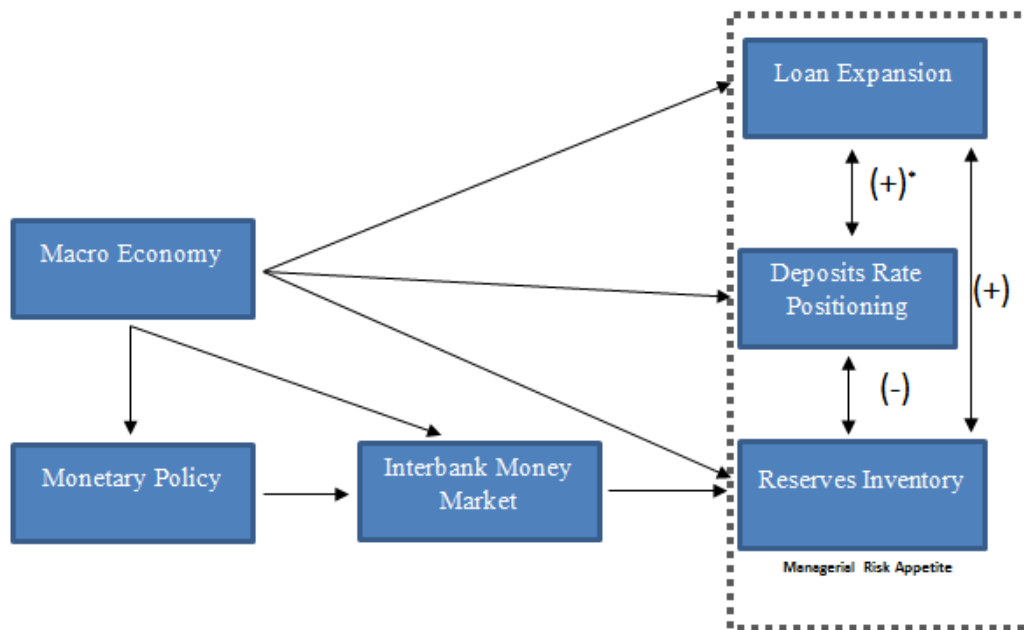 Loan Expansion
(+)*
Macro Economy
Deposits Rate
Positioning
(+)
(-)
Monetary Policy
Interbank Money
Market
Reserves Inventory
Managerial Risk Appetite